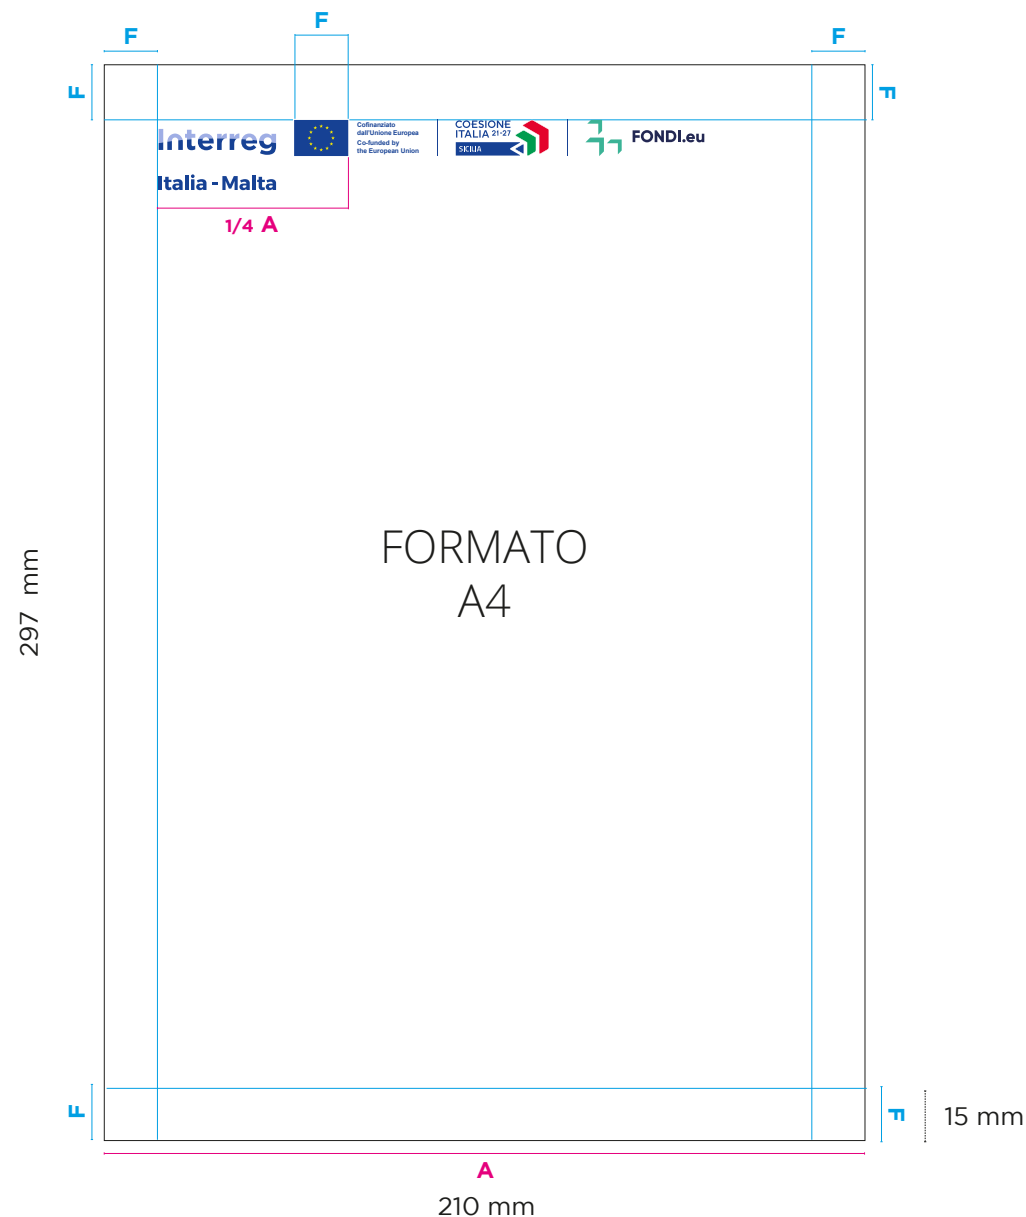 F
F
F
F
F
Interreg
Cofinanziato
dall'Unione Europea
Co-funded by
the European Union
COESIONE
ITALIA 21-27
SICILIA
FONDI.eu
Italia - Malta
1/4 A
FORMATO
A4
297 mm
F
F
15 mm
A
210 mm